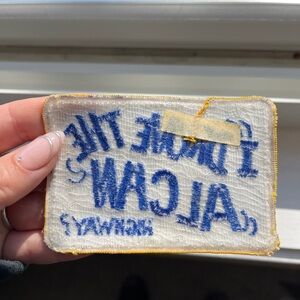 I DROVE THE
"ALCAN"
HIGHWAY